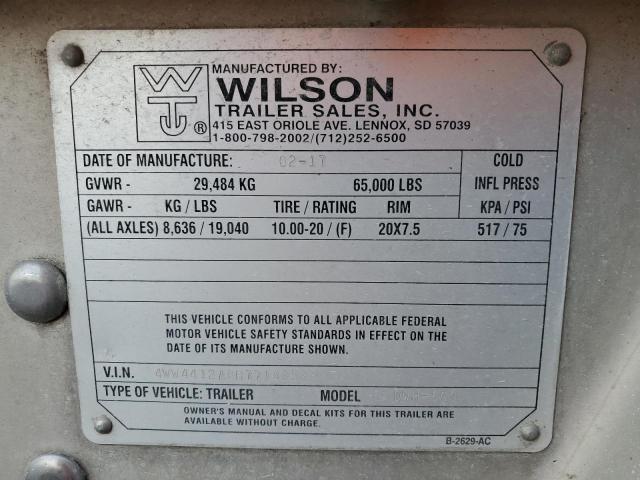 MANUFACTURED BY:
WILSON
TRAILER SALES, INC.
415 EAST ORIOLE AVE. LENNOX, SD 57039
1-800-798-2002/(712)252-6500
DATE OF MANUFACTURE: 02-17 COLD
GVWR - 29,484 KG 65,000 LBS INFL PRESS
GAWR - KG / LBS TIRE / RATING RIM KPA / PSI
(ALL AXLES) 8,636 / 19,040 10.00-20 / (F) 20X7.5 517 / 75
THIS VEHICLE CONFORMS TO ALL APPLICABLE FEDERAL
MOTOR VEHICLE SAFETY STANDARDS IN EFFECT ON THE
DATE OF ITS MANUFACTURE SHOWN.
V.I.N.
TYPE OF VEHICLE: TRAILER MODEL
OWNER'S MANUAL AND DECAL KITS FOR THIS TRAILER ARE
AVAILABLE WITHOUT CHARGE BY WRITING.
B-2629-AC